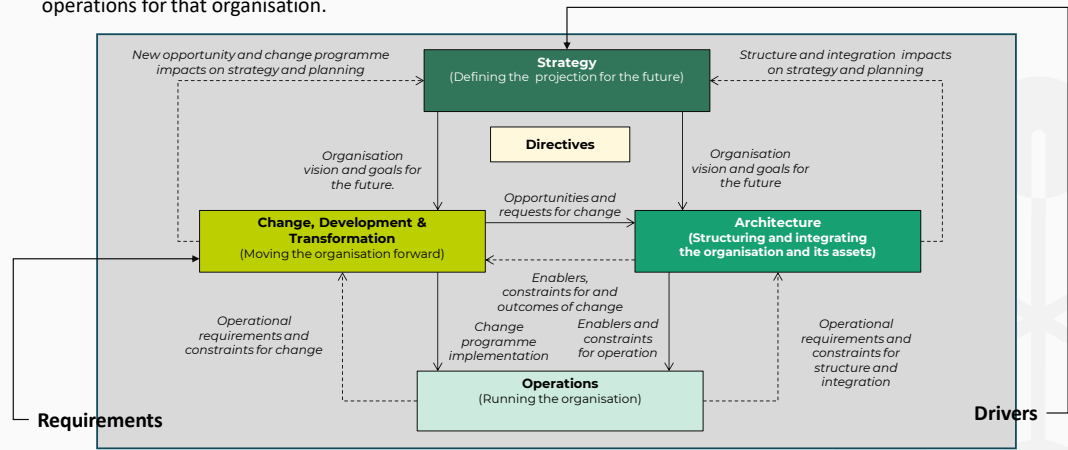 operations for that organisation.
New opportunity and change programme
impacts on strategy and planning
Strategy
(Defining the projection for the future)
Structure and integration impacts
on strategy and planning
Directives
Organisation
vision and goals for
the future.
Organisation
vision and goals for
the future
Opportunities and
requests for change
Change, Development &
Transformation
(Moving the organisation forward)
Architecture
(Structuring and integrating
the organisation and its assets)
Enablers,
constraints for and
outcomes of change
Operational
requirements and
constraints for change
Change
programme
implementation
Enablers and
constraints
for operation
Operational
requirements and
constraints for
structure and
integration
Operations
(Running the organisation)
Requirements
Drivers